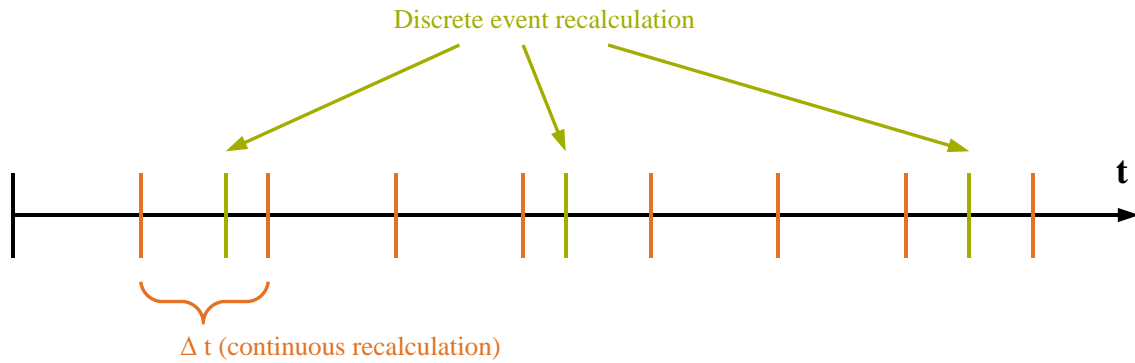 Discrete event recalculation
t
Δ t (continuous recalculation)